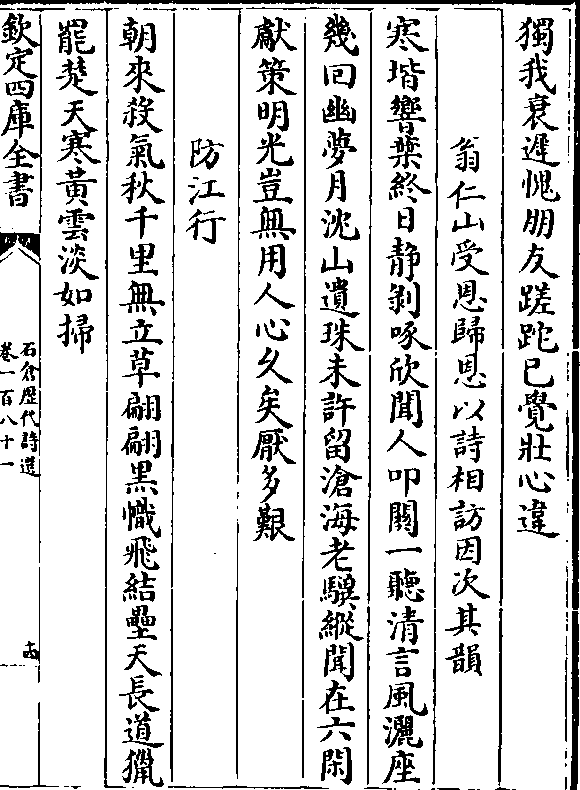 獨我衰遲愧朋友蹉跎已覺壯心違
翁仁山受恩歸恩以詩相訪因次其韻
寒堦響葉終日静剝啄欣聞人叩關一聽清言風灑座
幾回幽夢月沈山遺珠未許留滄海老驥縱聞在六閑
獻策明光豈無用人心久矣厭多艱
防江行
朝來殺氣秋千里無立草翩翩黒幟飛結壘天長道獵
罷楚天寒黄雲淡如掃
欽定四庫全書
石倉歴代詩選
卷一百八十一